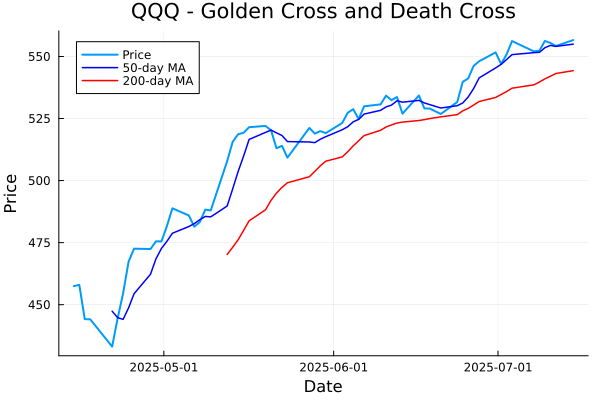 QQQ - Golden Cross and Death Cross
Price
50-day MA
200-day MA
Price
550
525
500
475
450
2025-05-01
2025-06-01
2025-07-01
Date